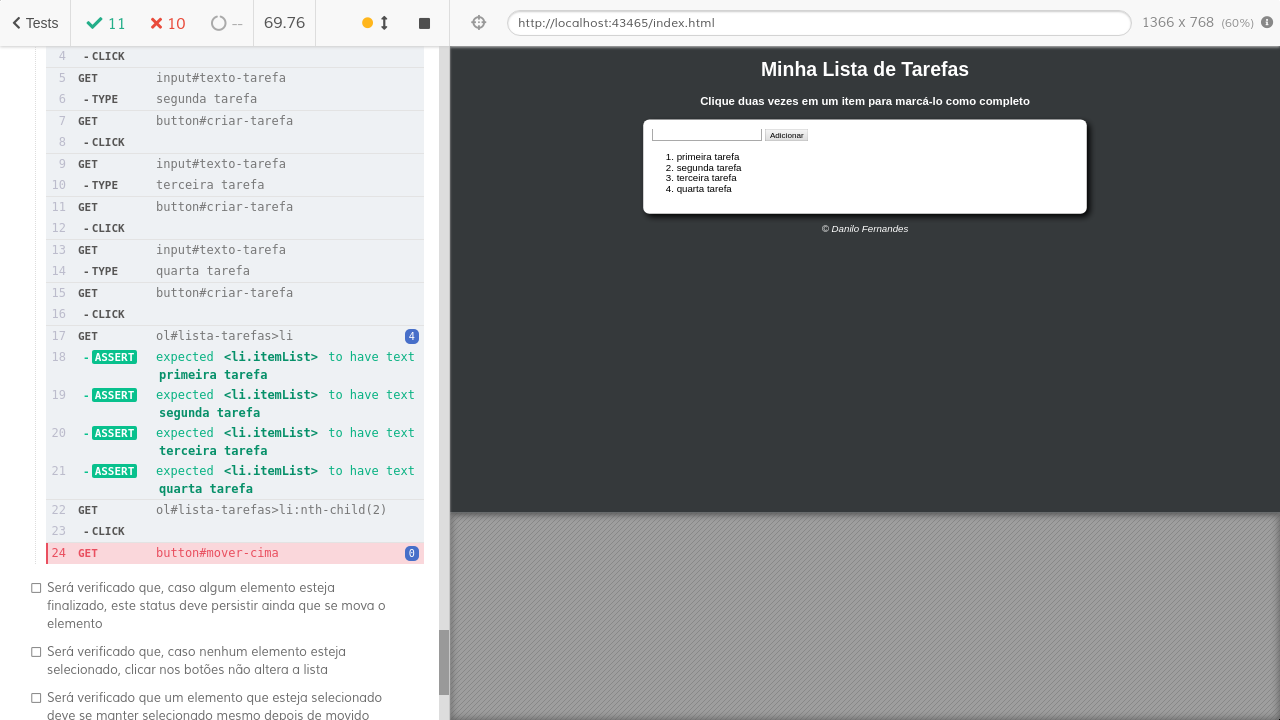 Tests
11
10
--
69.76
http://localhost:43465/index.html
1366 x 768 (60%)
4 - CLICK
5 GET input#texto-tarefa
6 - TYPE segunda tarefa
7 GET button#criar-tarefa
8 - CLICK
9 GET input#texto-tarefa
10 - TYPE terceira tarefa
11 GET button#criar-tarefa
12 - CLICK
13 GET input#texto-tarefa
14 - TYPE quarta tarefa
15 GET button#criar-tarefa
16 - CLICK
17 GET ol#lista-tarefas>li 4
18 - ASSERT expected <li.itemList> to have text
primeira tarefa
19 - ASSERT expected <li.itemList> to have text
segunda tarefa
20 - ASSERT expected <li.itemList> to have text
terceira tarefa
21 - ASSERT expected <li.itemList> to have text
quarta tarefa
22 GET ol#lista-tarefas>li:nth-child(2)
23 - CLICK
24 GET button#mover-cima 0
Será verificado que, caso algum elemento esteja
finalizado, este status deve persistir ainda que se mova o
elemento
Será verificado que, caso nenhum elemento esteja
selecionado, clicar nos botões não altera a lista
Será verificado que um elemento que esteja selecionado
deve se manter selecionado mesmo depois de movido
Minha Lista de Tarefas
Clique duas vezes em um item para marcá-lo como completo
Adicionar
1. primeira tarefa
2. segunda tarefa
3. terceira tarefa
4. quarta tarefa
© Danilo Fernandes